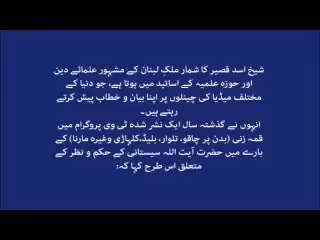 شیخ اسد قصیر کا شمار ملکِ لبنان کے مشہور علمائے دین
اور حوزہ علمیہ کے اساتید میں ہوتا ہے، جو دنیا کے
مختلف میڈیا کی چینلوں پر اپنا بیان و خطاب پیش کرتے
رہتے ہیں۔
انہوں نے گذشتہ سال ایک نشر شدہ ٹی وی پروگرام میں
قمہ زنی (بدن پر چاقو، تلوار، بلیڈ،کلہاڑی وغیرہ مارنا) کے
بارے میں حضرت آیت اللہ سیستانی کے حکم و نظر کے
متعلق اس طرح کہا کہ: